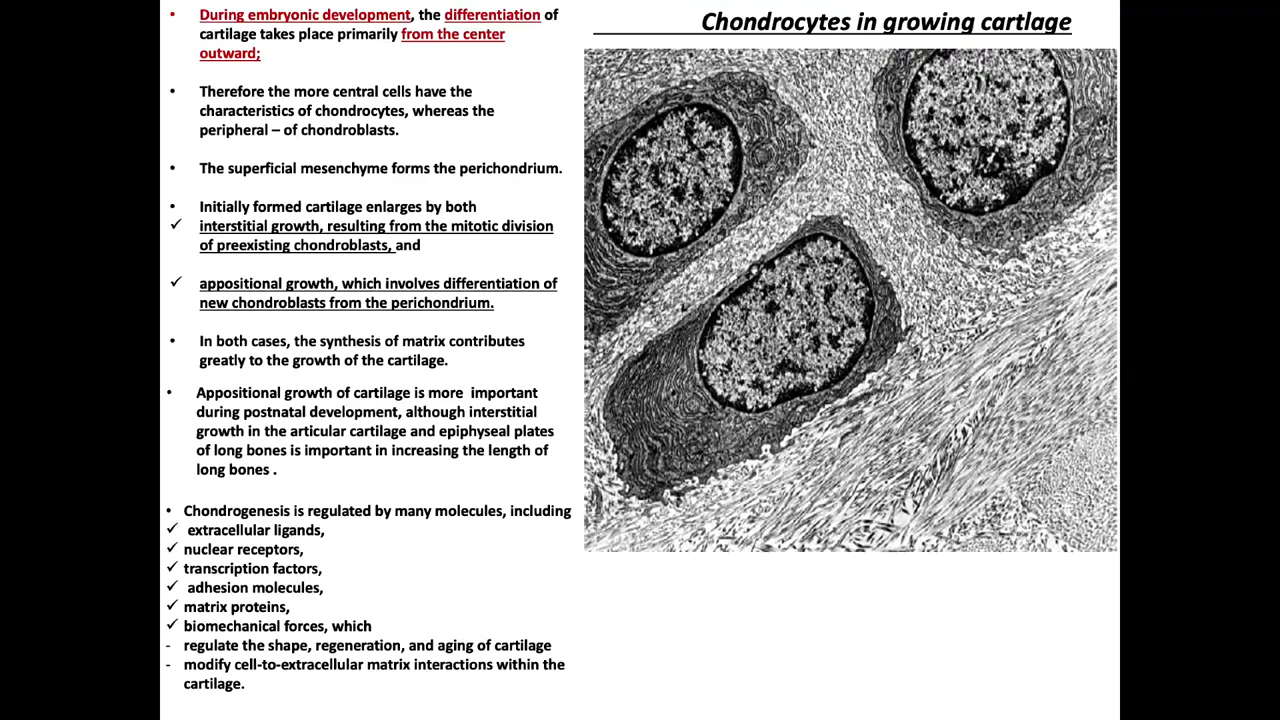 Chondrocytes in growing cartlage
• During embryonic development, the differentiation of
cartilage takes place primarily from the center
outward;
• Therefore the more central cells have the
characteristics of chondrocytes, whereas the
peripheral – of chondroblasts.
• The superficial mesenchyme forms the perichondrium.
• Initially formed cartilage enlarges by both
✓ interstitial growth, resulting from the mitotic division
of preexisting chondroblasts, and
✓ appositional growth, which involves differentiation of
new chondroblasts from the perichondrium.
• In both cases, the synthesis of matrix contributes
greatly to the growth of the cartilage.
• Appositional growth of cartilage is more important
during postnatal development, although interstitial
growth in the articular cartilage and epiphyseal plates
of long bones is important in increasing the length of
long bones .
• Chondrogenesis is regulated by many molecules, including
✓ extracellular ligands,
✓ nuclear receptors,
✓ transcription factors,
✓ adhesion molecules,
✓ matrix proteins,
✓ biomechanical forces, which
- regulate the shape, regeneration, and aging of cartilage
- modify cell-to-extracellular matrix interactions within the
cartilage.